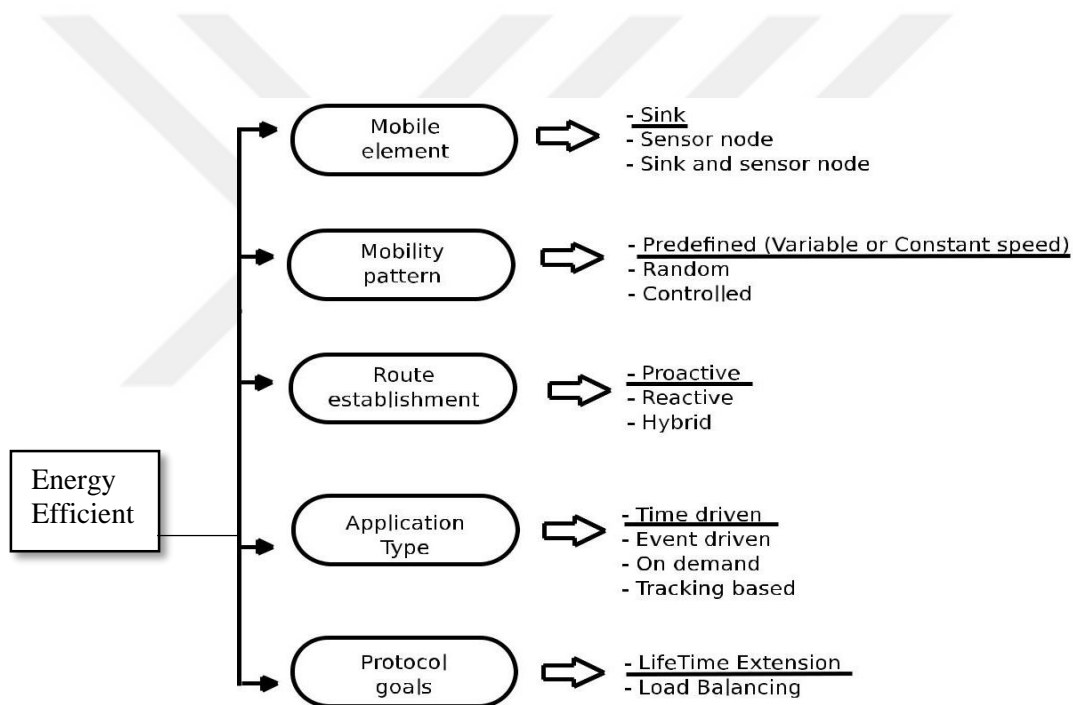 Mobile
element
- Sink
- Sensor node
- Sink and sensor node
Mobility
pattern
- Predefined (Variable or Constant speed)
- Random
- Controlled
Route
establishment
- Proactive
- Reactive
- Hybrid
Energy
Efficient
Application
Type
- Time driven
- Event driven
- On demand
- Tracking based
Protocol
goals
- LifeTime Extension
- Load Balancing